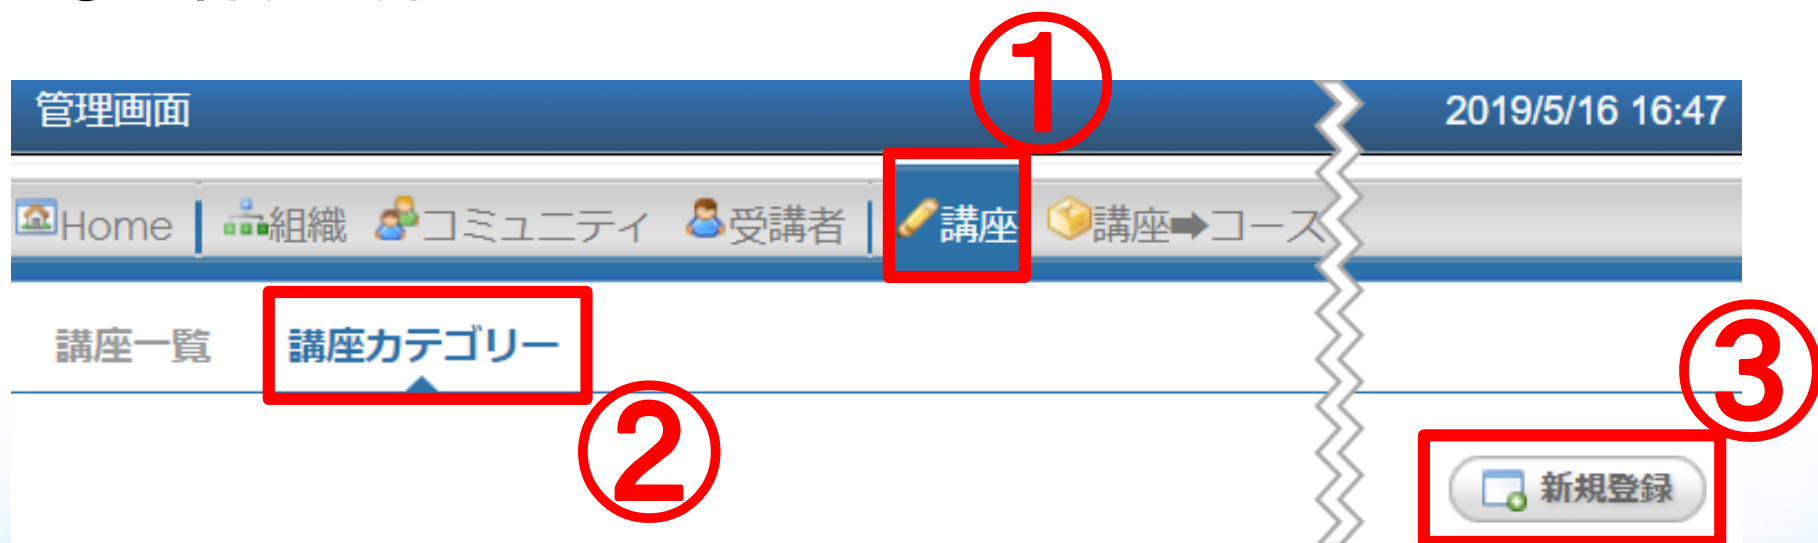 ①
管理画面 2019/5/16 16:47
Home 組織 コミュニティ 受講者 講座 講座➡コース
講座一覧 講座カテゴリー
②
③
新規登録